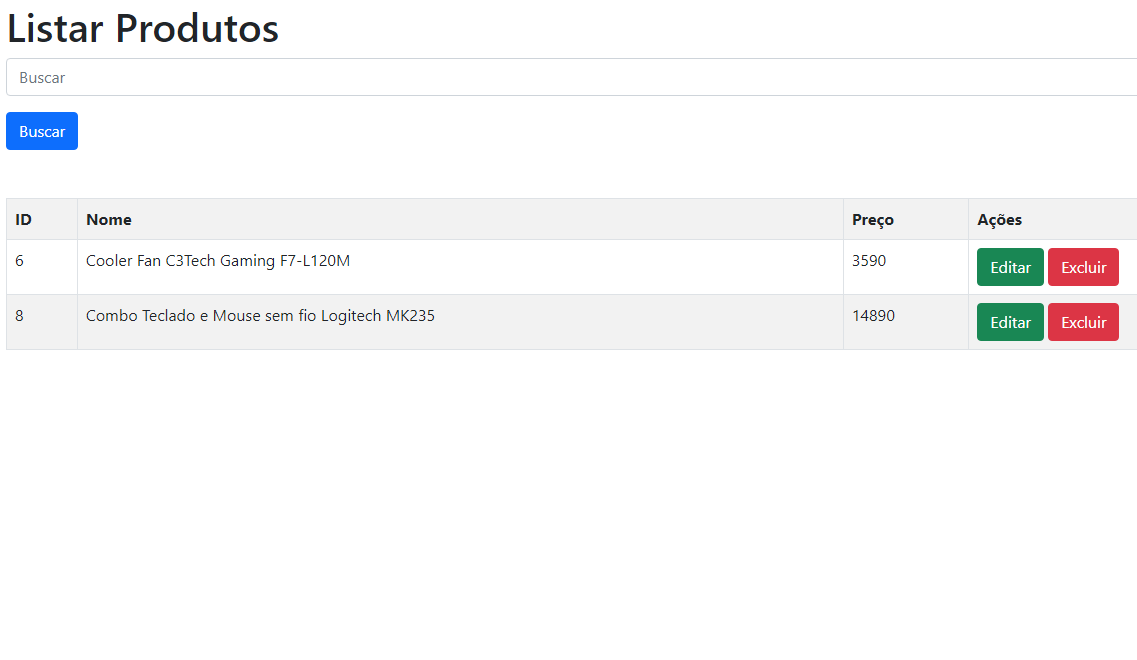 Listar Produtos
Buscar
Buscar
ID Nome Preço Ações
6 Cooler Fan C3Tech Gaming F7-L120M 3590 Editar Excluir
8 Combo Teclado e Mouse sem fio Logitech MK235 14890 Editar Excluir